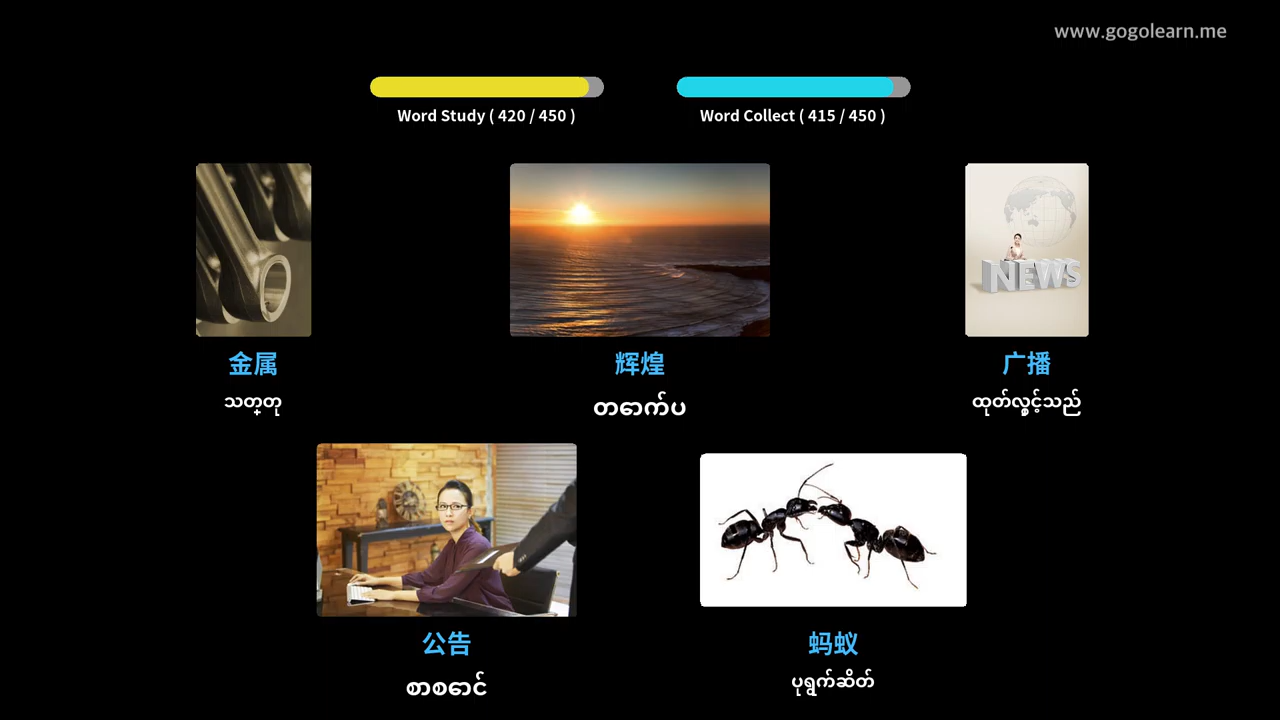 www.gogolearn.me
Word Study ( 420 / 450 )
Word Collect ( 415 / 450 )
NEWS
金属
辉煌
广播
သတ္တု
တောက်ပ
ထုတ်လွှင့်သည်
公告
蚂蚁
စာစောင်
ပုရွက်ဆိတ်